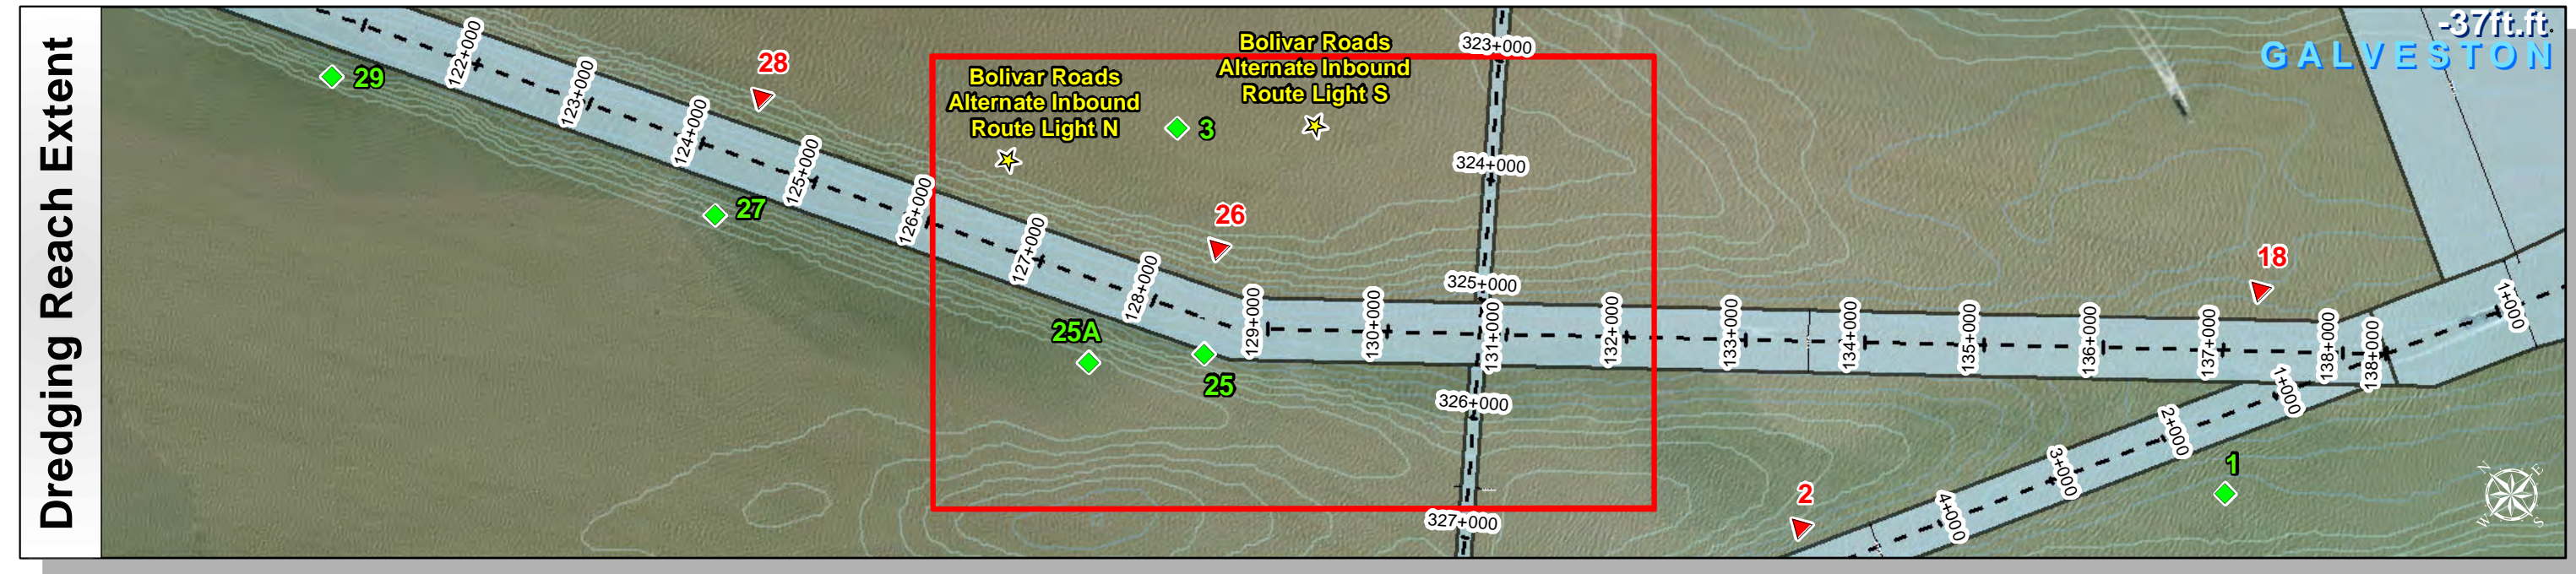 Dredging Reach Extent
-37ft.ft.
GALVESTON
323+000
Bolivar Roads
Alternate Inbound
Route Light S
Bolivar Roads
Alternate Inbound
Route Light N
122+000
28
29
123+000
124+000
3
125+000
324+000
27
126+000
26
127+000
18
128+000
325+000
1+000
129+000
130+000
131+000
132+000
133+000
134+000
135+000
136+000
137+000
138+000
138+000
25A
25
326+000
1+000
2+000
3+000
4+000
1
2
327+000
N
E
W
S